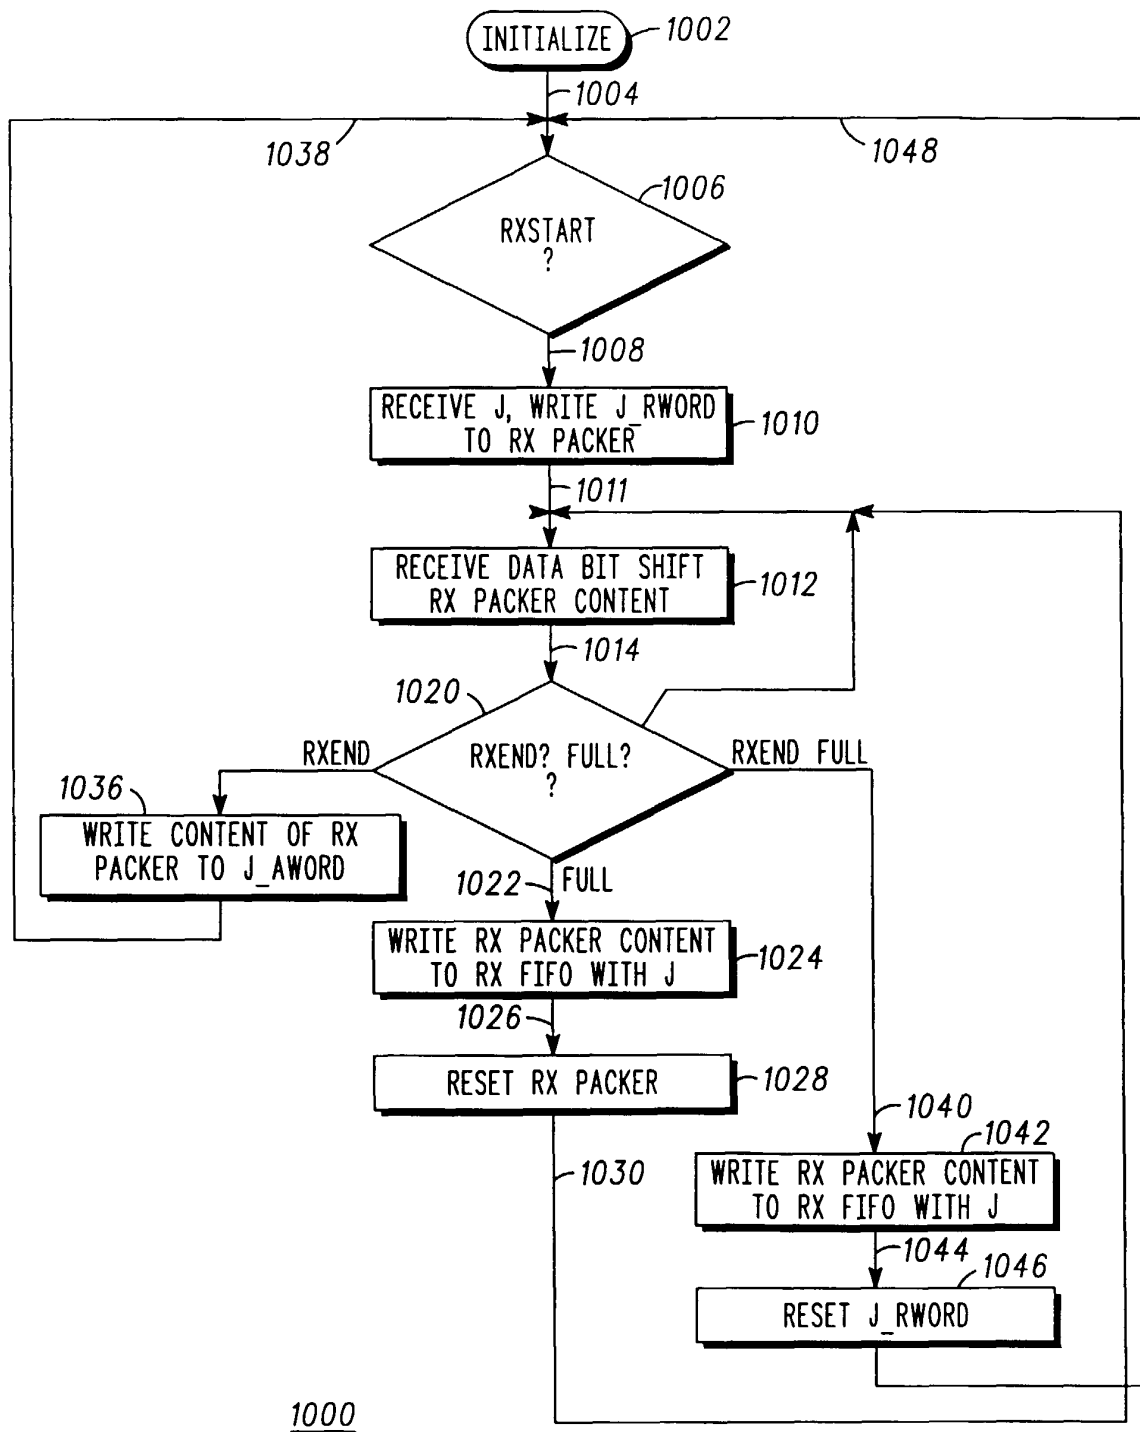 INITIALIZE
1002
1004
1038
1048
1006
RXSTART
?
1008
RECEIVE J, WRITE J_RWORD
TO RX PACKER
1010
1011
RECEIVE DATA BIT SHIFT
RX PACKER CONTENT
1012
1014
1020
RXEND
RXEND? FULL?
?
RXEND FULL
1036
WRITE CONTENT OF RX
PACKER TO J_AWORD
1022
FULL
WRITE RX PACKER CONTENT
TO RX FIFO WITH J
1024
1026
RESET RX PACKER
1028
1030
1040
1042
WRITE RX PACKER CONTENT
TO RX FIFO WITH J
1044
1046
RESET J_RWORD
1000